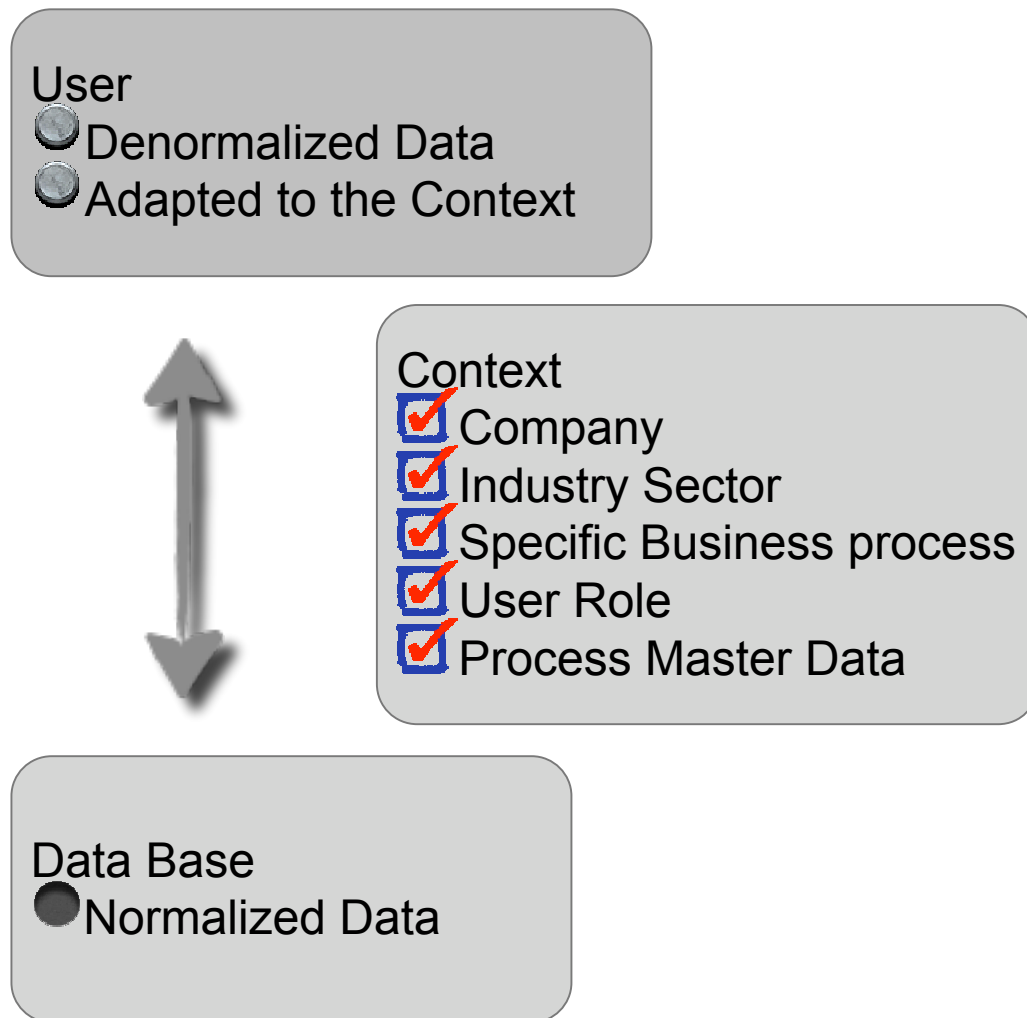 User
Denormalized Data
Adapted to the Context
Context
Company
Industry Sector
Specific Business process
User Role
Process Master Data
Data Base
Normalized Data